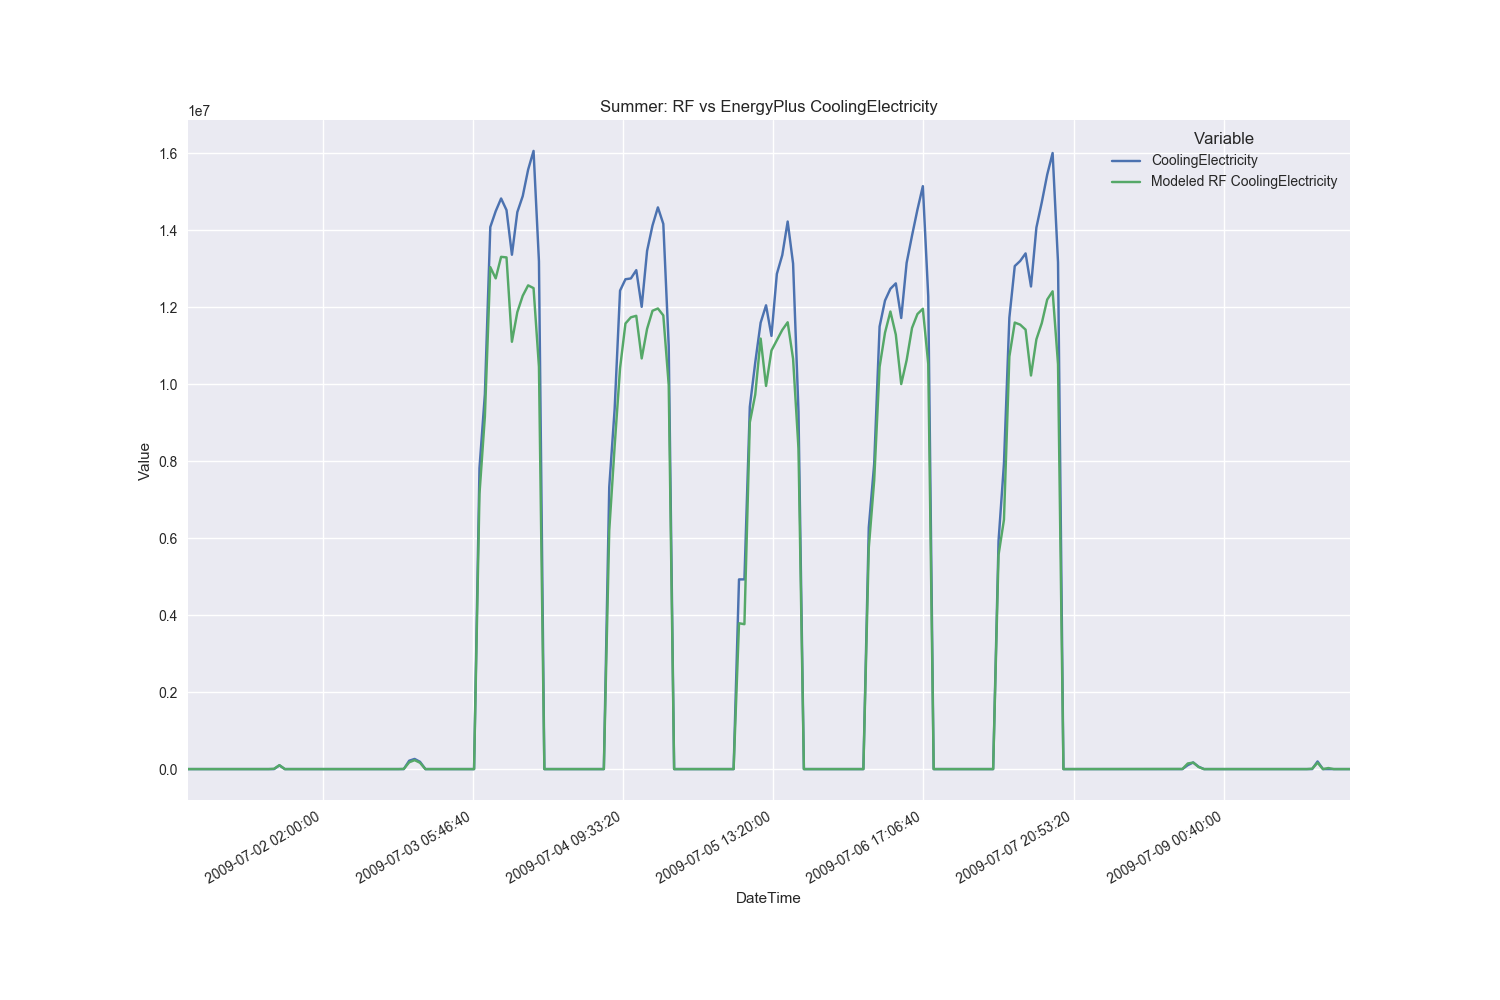 Summer: RF vs EnergyPlus CoolingElectricity
1e7
Variable
CoolingElectricity
Modeled RF CoolingElectricity
1.6
1.4
1.2
1.0
0.8
0.6
0.4
0.2
0.0
Value
2009-07-02 02:00:00
2009-07-03 05:46:40
2009-07-04 09:33:20
2009-07-05 13:20:00
2009-07-06 17:06:40
2009-07-07 20:53:20
2009-07-09 00:40:00
DateTime